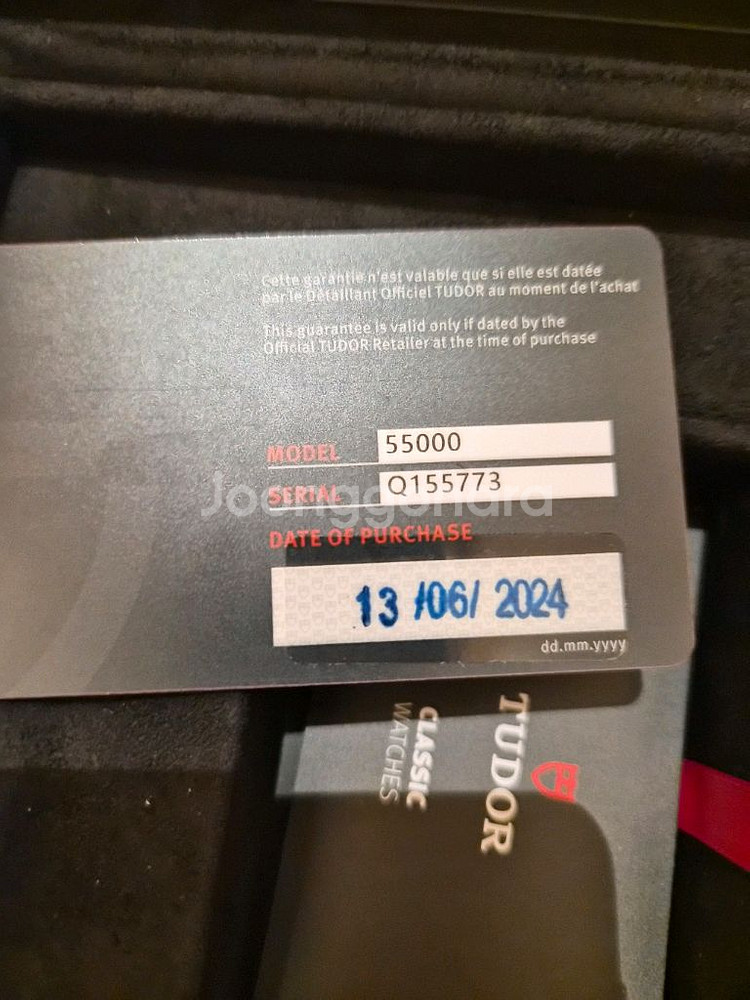 Cette garantie n'est valable que si elle est datée
par le Détaillant Officiel TUDOR au moment de l'achat
This guarantee is valid only if dated by the
Official TUDOR Retailer at the time of purchase
MODEL 55000
SERIAL Q155773
Joonggonara
DATE OF PURCHASE
13 /06/ 2024
dd.mm.yyyy
TUDOR
CLASSIC
WATCHES